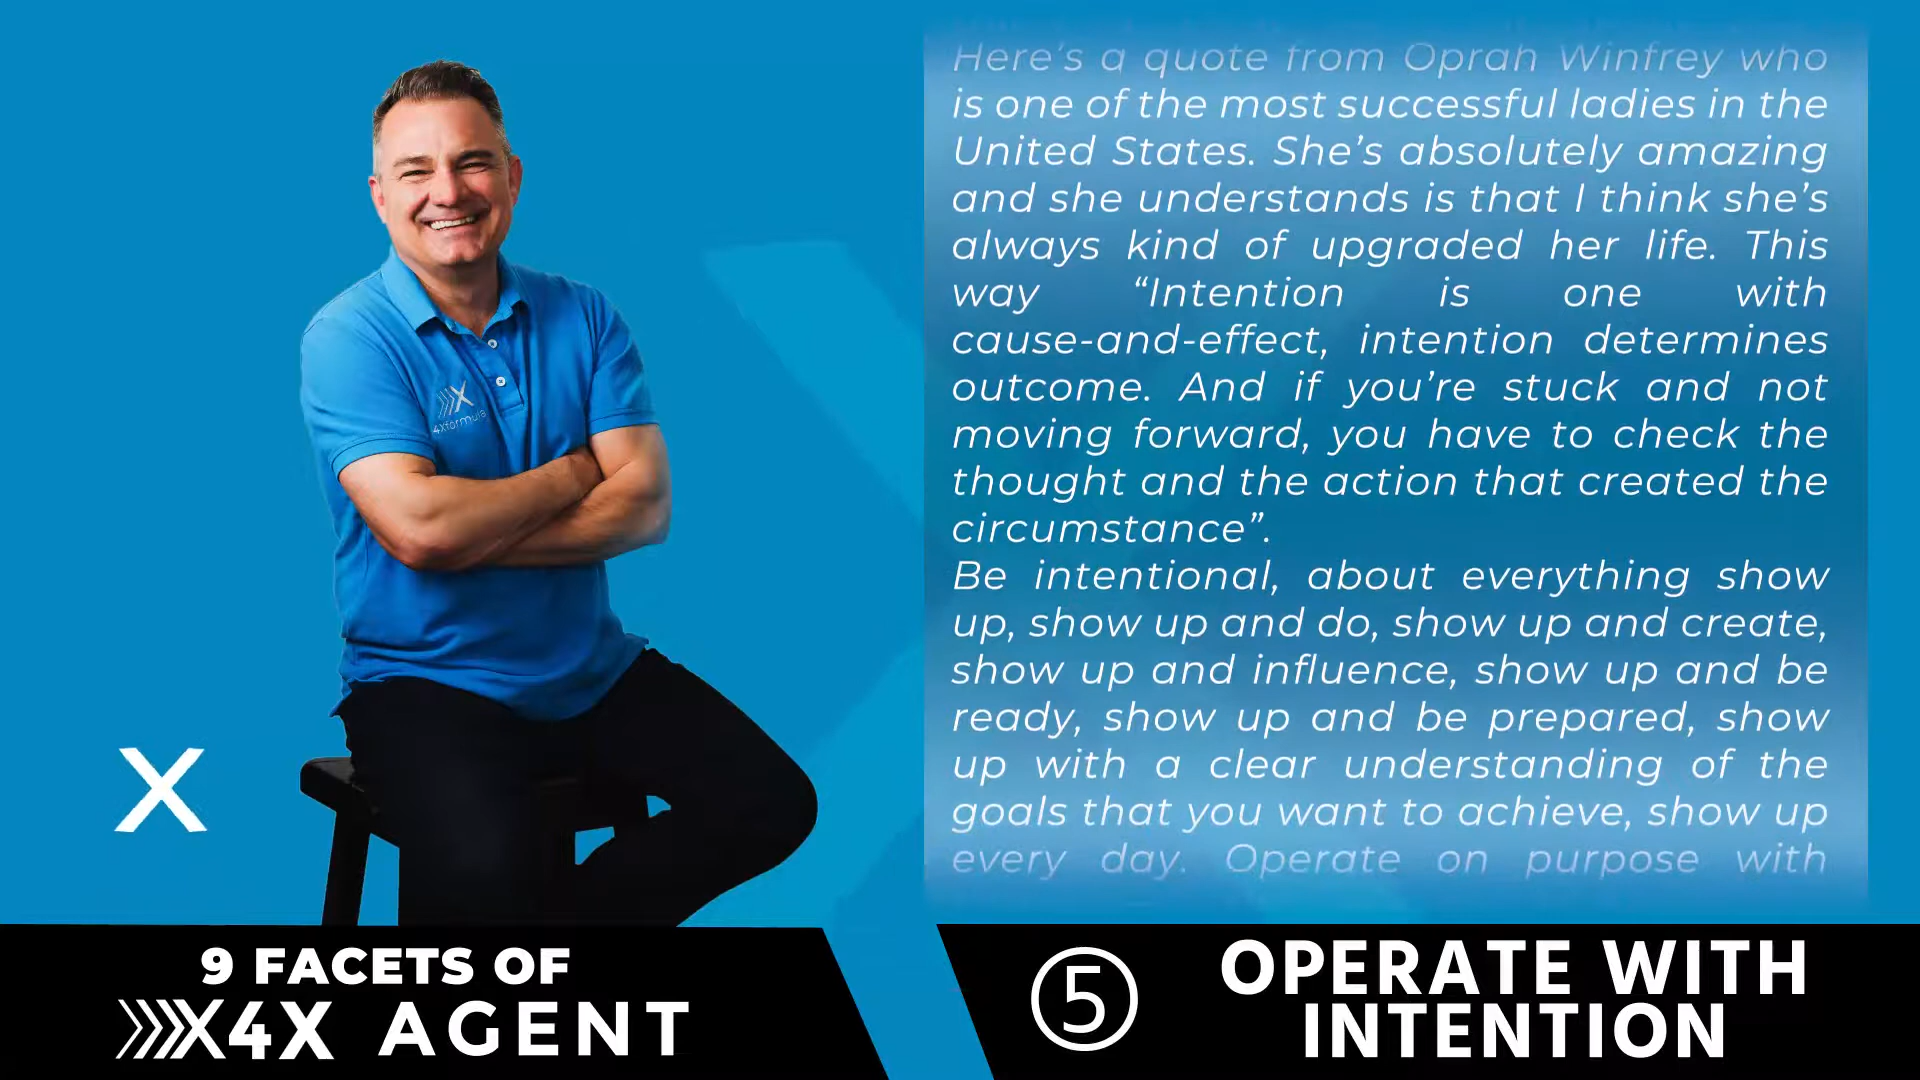 Here's a quote from Oprah Winfrey who
is one of the most successful ladies in the
United States. She's absolutely amazing
and she understands is that I think she's
always kind of upgraded her life. This
way “Intention is one with
cause-and-effect, intention determines
outcome. And if you're stuck and not
moving forward, you have to check the
thought and the action that created the
circumstance”.
Be intentional, about everything show
up, show up and do, show up and create,
show up and influence, show up and be
ready, show up and be prepared, show
up with a clear understanding of the
goals that you want to achieve, show up
every day. Operate on purpose with
X
4xformula
X
9 FACETS OF
X4X AGENT
5
OPERATE WITH
INTENTION